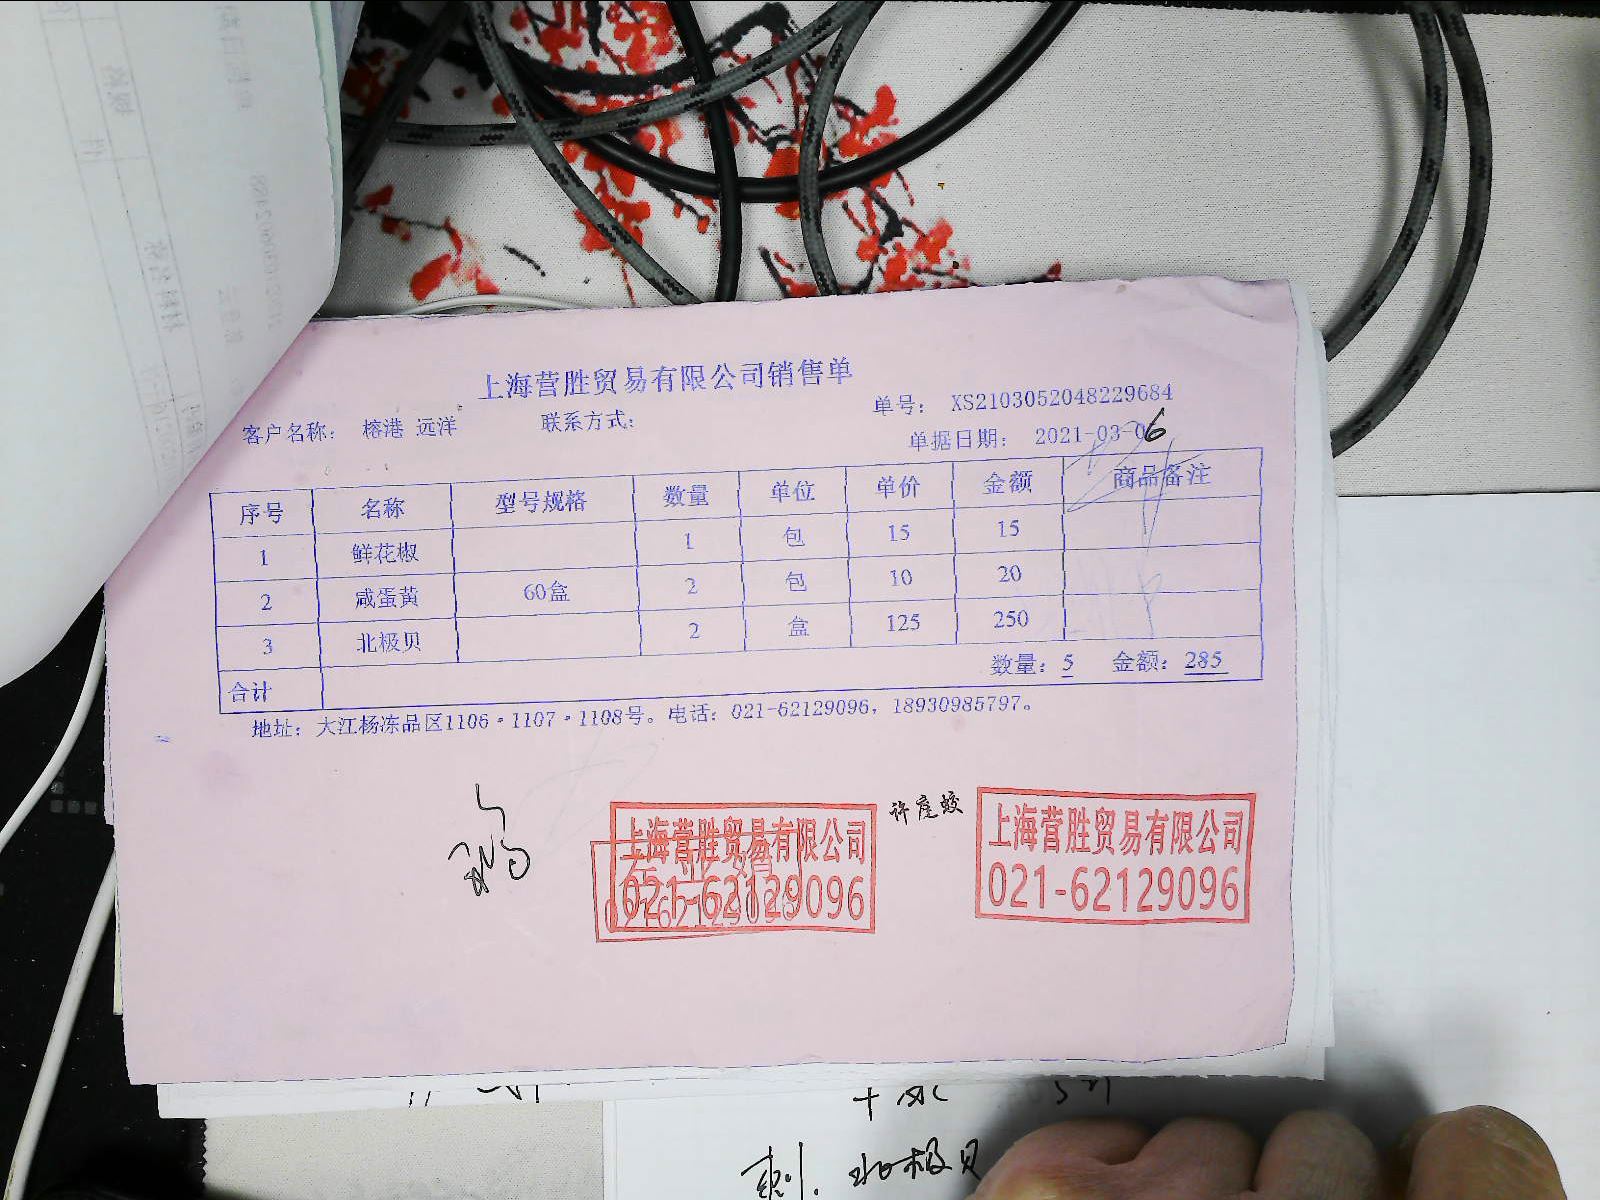 上海营胜贸易有限公司销售单
单号： XS2103052048229684
客户名称： 榕港 远洋 联系方式：
单据日期： 2021-03-06
序号 名称 型号规格 数量 单位 单价 金额 商品备注
1 鲜花椒 1 包 15 15
2 咸蛋黄 60盒 2 包 10 20
3 北极贝 2 盒 125 250
合计 数量：5 金额：285
地址：大江杨冻品区1106·1107·1108号。电话：021-62129096，18930985797。
许庭蛟
上海营胜贸易有限公司
021-62129096
上海营胜贸易有限公司
021-62129096
北极贝